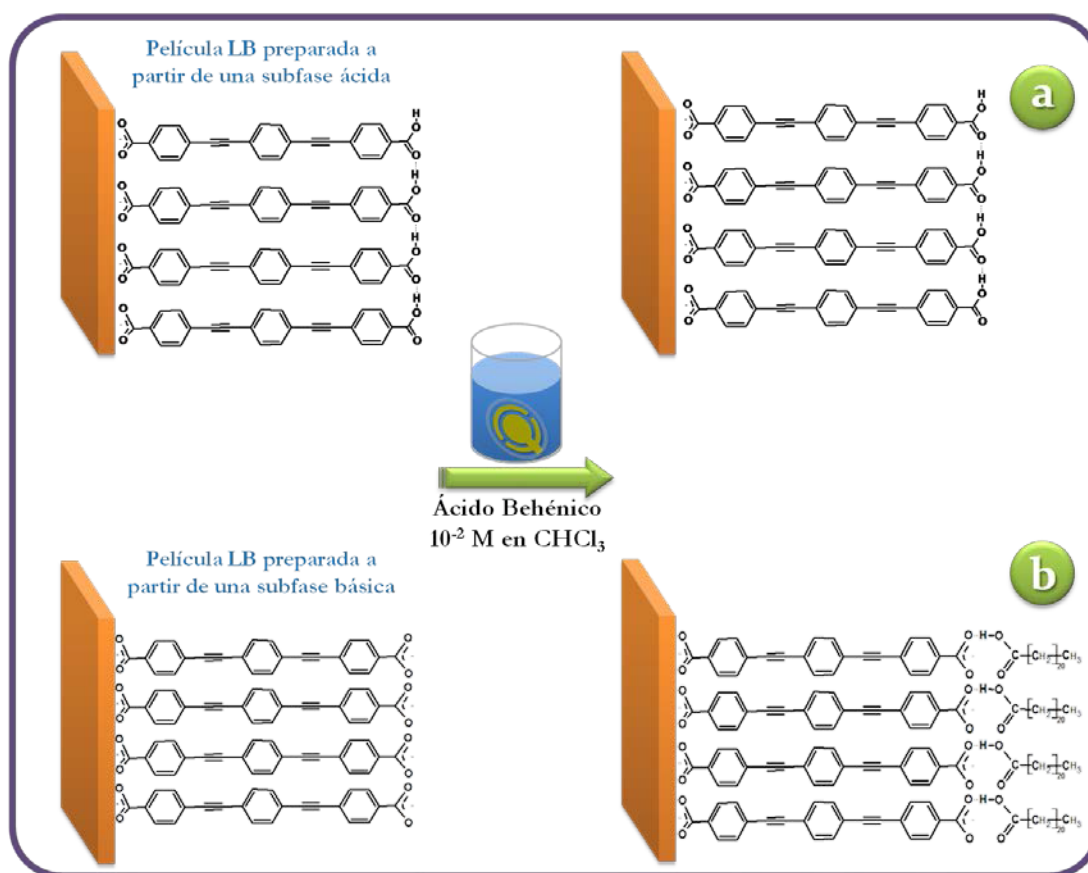 Película LB preparada a
partir de una subfase ácida
a
Ácido Behénico
10⁻² M en CHCl₃
Película LB preparada a
partir de una subfase básica
b